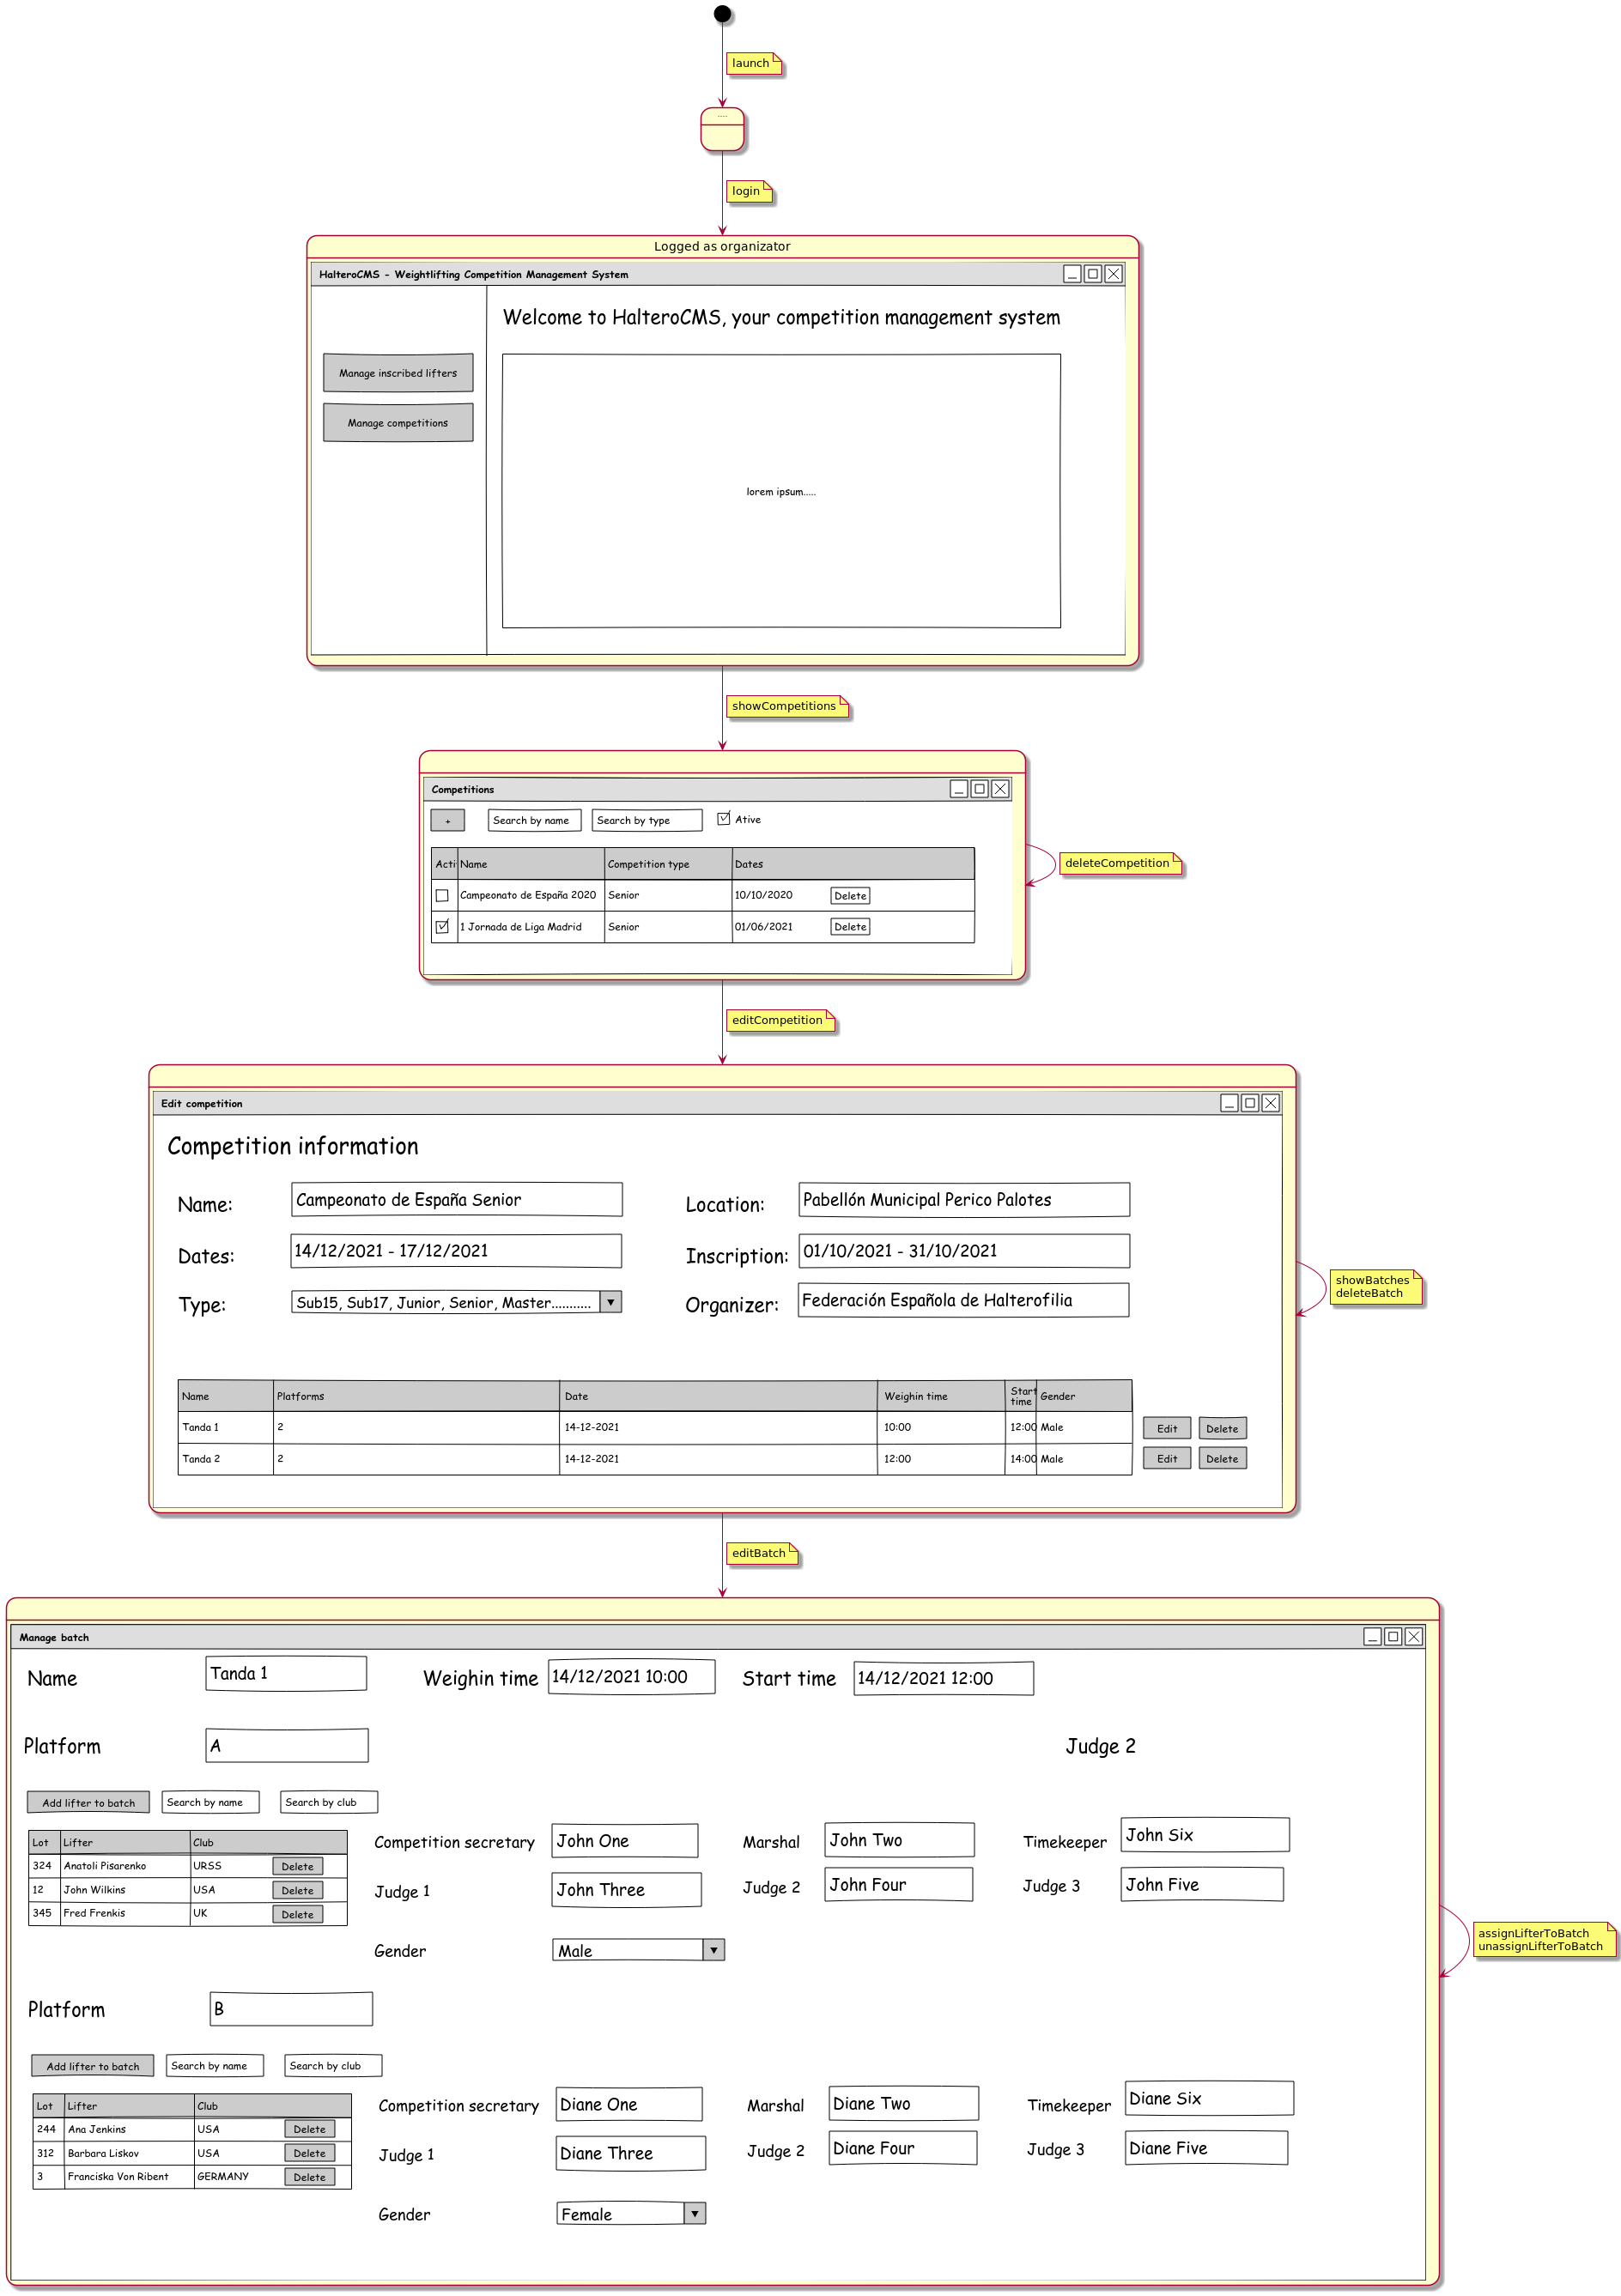 launch
....
login
Logged as organizator
HalteroCMS - Weightlifting Competition Management System
Welcome to HalteroCMS, your competition management system
Manage inscribed lifters
Manage competitions
lorem ipsum.....
showCompetitions
Competitions
+ Search by name Search by type Ative
Acti Name Competition type Dates
Campeonato de España 2020 Senior 10/10/2020 Delete
1 Jornada de Liga Madrid Senior 01/06/2021 Delete
deleteCompetition
editCompetition
Edit competition
Competition information
Name: Campeonato de España Senior Location: Pabellón Municipal Perico Palotes
Dates: 14/12/2021 - 17/12/2021 Inscription: 01/10/2021 - 31/10/2021
Type: Sub15, Sub17, Junior, Senior, Master........... Organizer: Federación Española de Halterofilia
showBatches
deleteBatch
Name Platforms Date Weighin time Start time Gender
Tanda 1 2 14-12-2021 10:00 12:00 Male Edit Delete
Tanda 2 2 14-12-2021 12:00 14:00 Male Edit Delete
editBatch
Manage batch
Name Tanda 1 Weighin time 14/12/2021 10:00 Start time 14/12/2021 12:00
Platform A Judge 2
Add lifter to batch Search by name Search by club
Lot Lifter Club
324 Anatoli Pisarenko URSS Delete
12 John Wilkins USA Delete
345 Fred Frenkis UK Delete
Competition secretary John One Marshal John Two Timekeeper John Six
Judge 1 John Three Judge 2 John Four Judge 3 John Five
Gender Male
assignLifterToBatch
unassignLifterToBatch
Platform B
Add lifter to batch Search by name Search by club
Lot Lifter Club
244 Ana Jenkins USA Delete
312 Barbara Liskov USA Delete
3 Franciska Von Ribent GERMANY Delete
Competition secretary Diane One Marshal Diane Two Timekeeper Diane Six
Judge 1 Diane Three Judge 2 Diane Four Judge 3 Diane Five
Gender Female